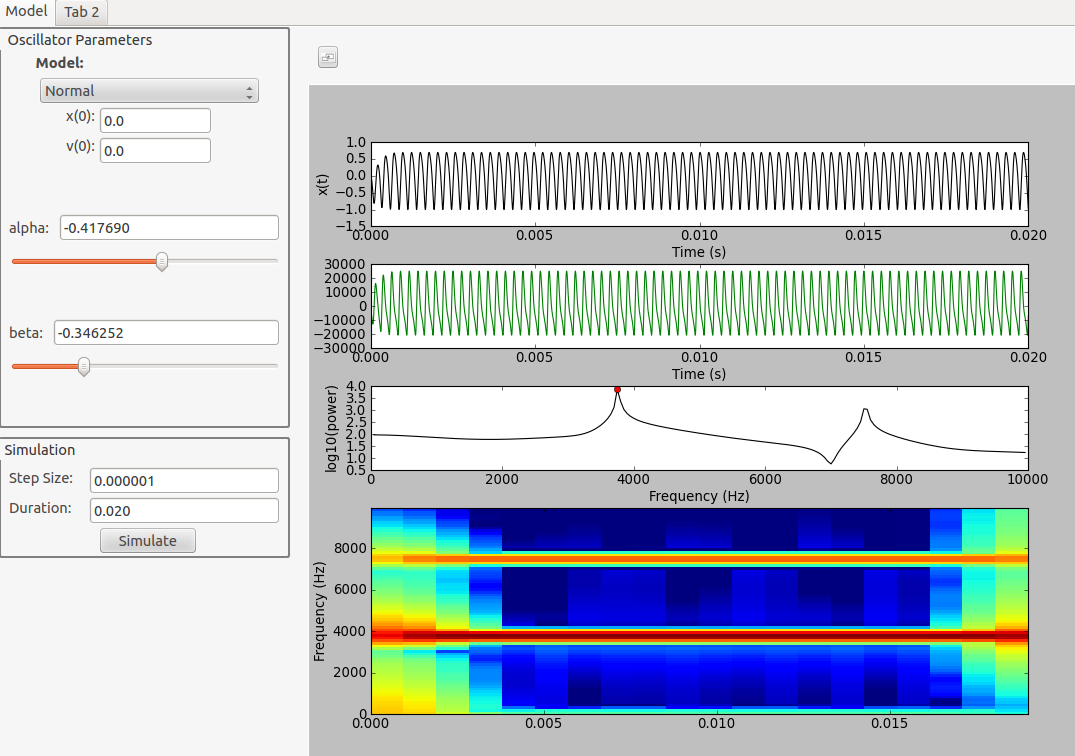 Model Tab 2
Oscillator Parameters
Model:
Normal
x(0): 0.0
v(0): 0.0
alpha: -0.417690
beta: -0.346252
Simulation
Step Size: 0.000001
Duration: 0.020
Simulate
1.0
0.5
0.0
−0.5
−1.0
−1.5
x(t)
0.000 0.005 0.010 0.015 0.020
Time (s)
30000
20000
10000
0
−10000
−20000
−30000
0.000 0.005 0.010 0.015 0.020
Time (s)
4.0
3.5
3.0
2.5
2.0
1.5
1.0
0.5
log10(power)
0 2000 4000 6000 8000 10000
Frequency (Hz)
8000
6000
4000
2000
0
Frequency (Hz)
0.000 0.005 0.010 0.015